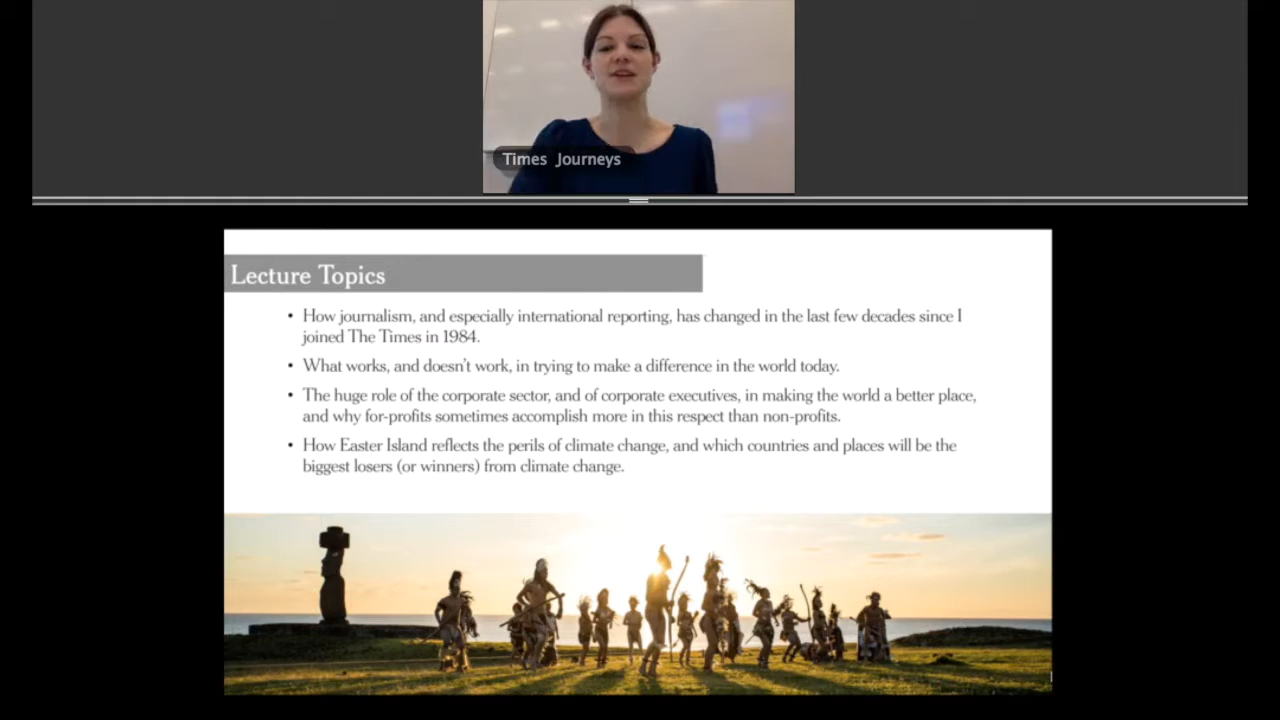 Times Journeys
Lecture Topics
• How journalism, and especially international reporting, has changed in the last few decades since I
joined The Times in 1984.
• What works, and doesn't work, in trying to make a difference in the world today.
• The huge role of the corporate sector, and of corporate executives, in making the world a better place,
and why for-profits sometimes accomplish more in this respect than non-profits.
• How Easter Island reflects the perils of climate change, and which countries and places will be the
biggest losers (or winners) from climate change.